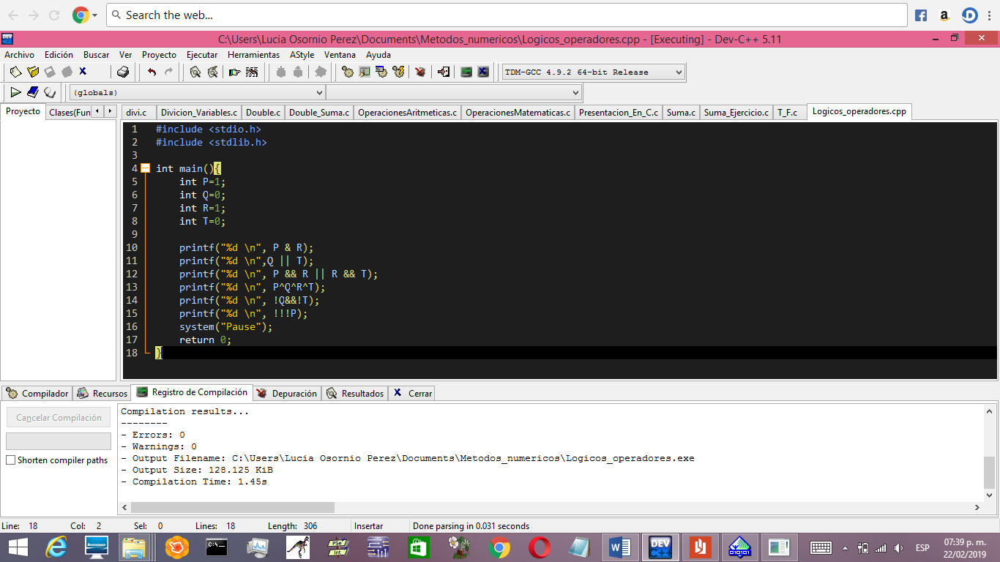 Search the web...
C:\Users\Lucia Osornio Perez\Documents\Metodos_numericos\Logicos_operadores.cpp - [Executing] - Dev-C++ 5.11
Archivo Edición Buscar Ver Proyecto Ejecutar Herramientas AStyle Ventana Ayuda
TDM-GCC 4.9.2 64-bit Release
(globals)
Proyecto Clases(Fun
divi.c Divicion_Variables.c Double.c Double_Suma.c OperacionesAritmeticas.c OperacionesMatematicas.c Presentacion_En_C.c Suma.c Suma_Ejercicio.c T_F.c Logicos_operadores.cpp
1 #include <stdio.h>
2 #include <stdlib.h>
3
4 int main(){
5 int P=1;
6 int Q=0;
7 int R=1;
8 int T=0;
9
10 printf("%d \n", P & R);
11 printf("%d \n",Q || T);
12 printf("%d \n", P && R || R && T);
13 printf("%d \n", P^Q^R^T);
14 printf("%d \n", !Q&&!T);
15 printf("%d \n", !!!P);
16 system("Pause");
17 return 0;
18 }
Compilador Recursos Registro de Compilación Depuración Resultados Cerrar
Cancelar Compilación
Shorten compiler paths
Compilation results...
--------
- Errors: 0
- Warnings: 0
- Output Filename: C:\Users\Lucia Osornio Perez\Documents\Metodos_numericos\Logicos_operadores.exe
- Output Size: 128.125 KiB
- Compilation Time: 1.45s
Line: 18 Col: 2 Sel: 0 Lines: 18 Length: 306 Insertar Done parsing in 0.031 seconds
lenovo
C:\_
PSe
Int
W
DEV
C++
010101
ESP
07:39 p. m.
22/02/2019